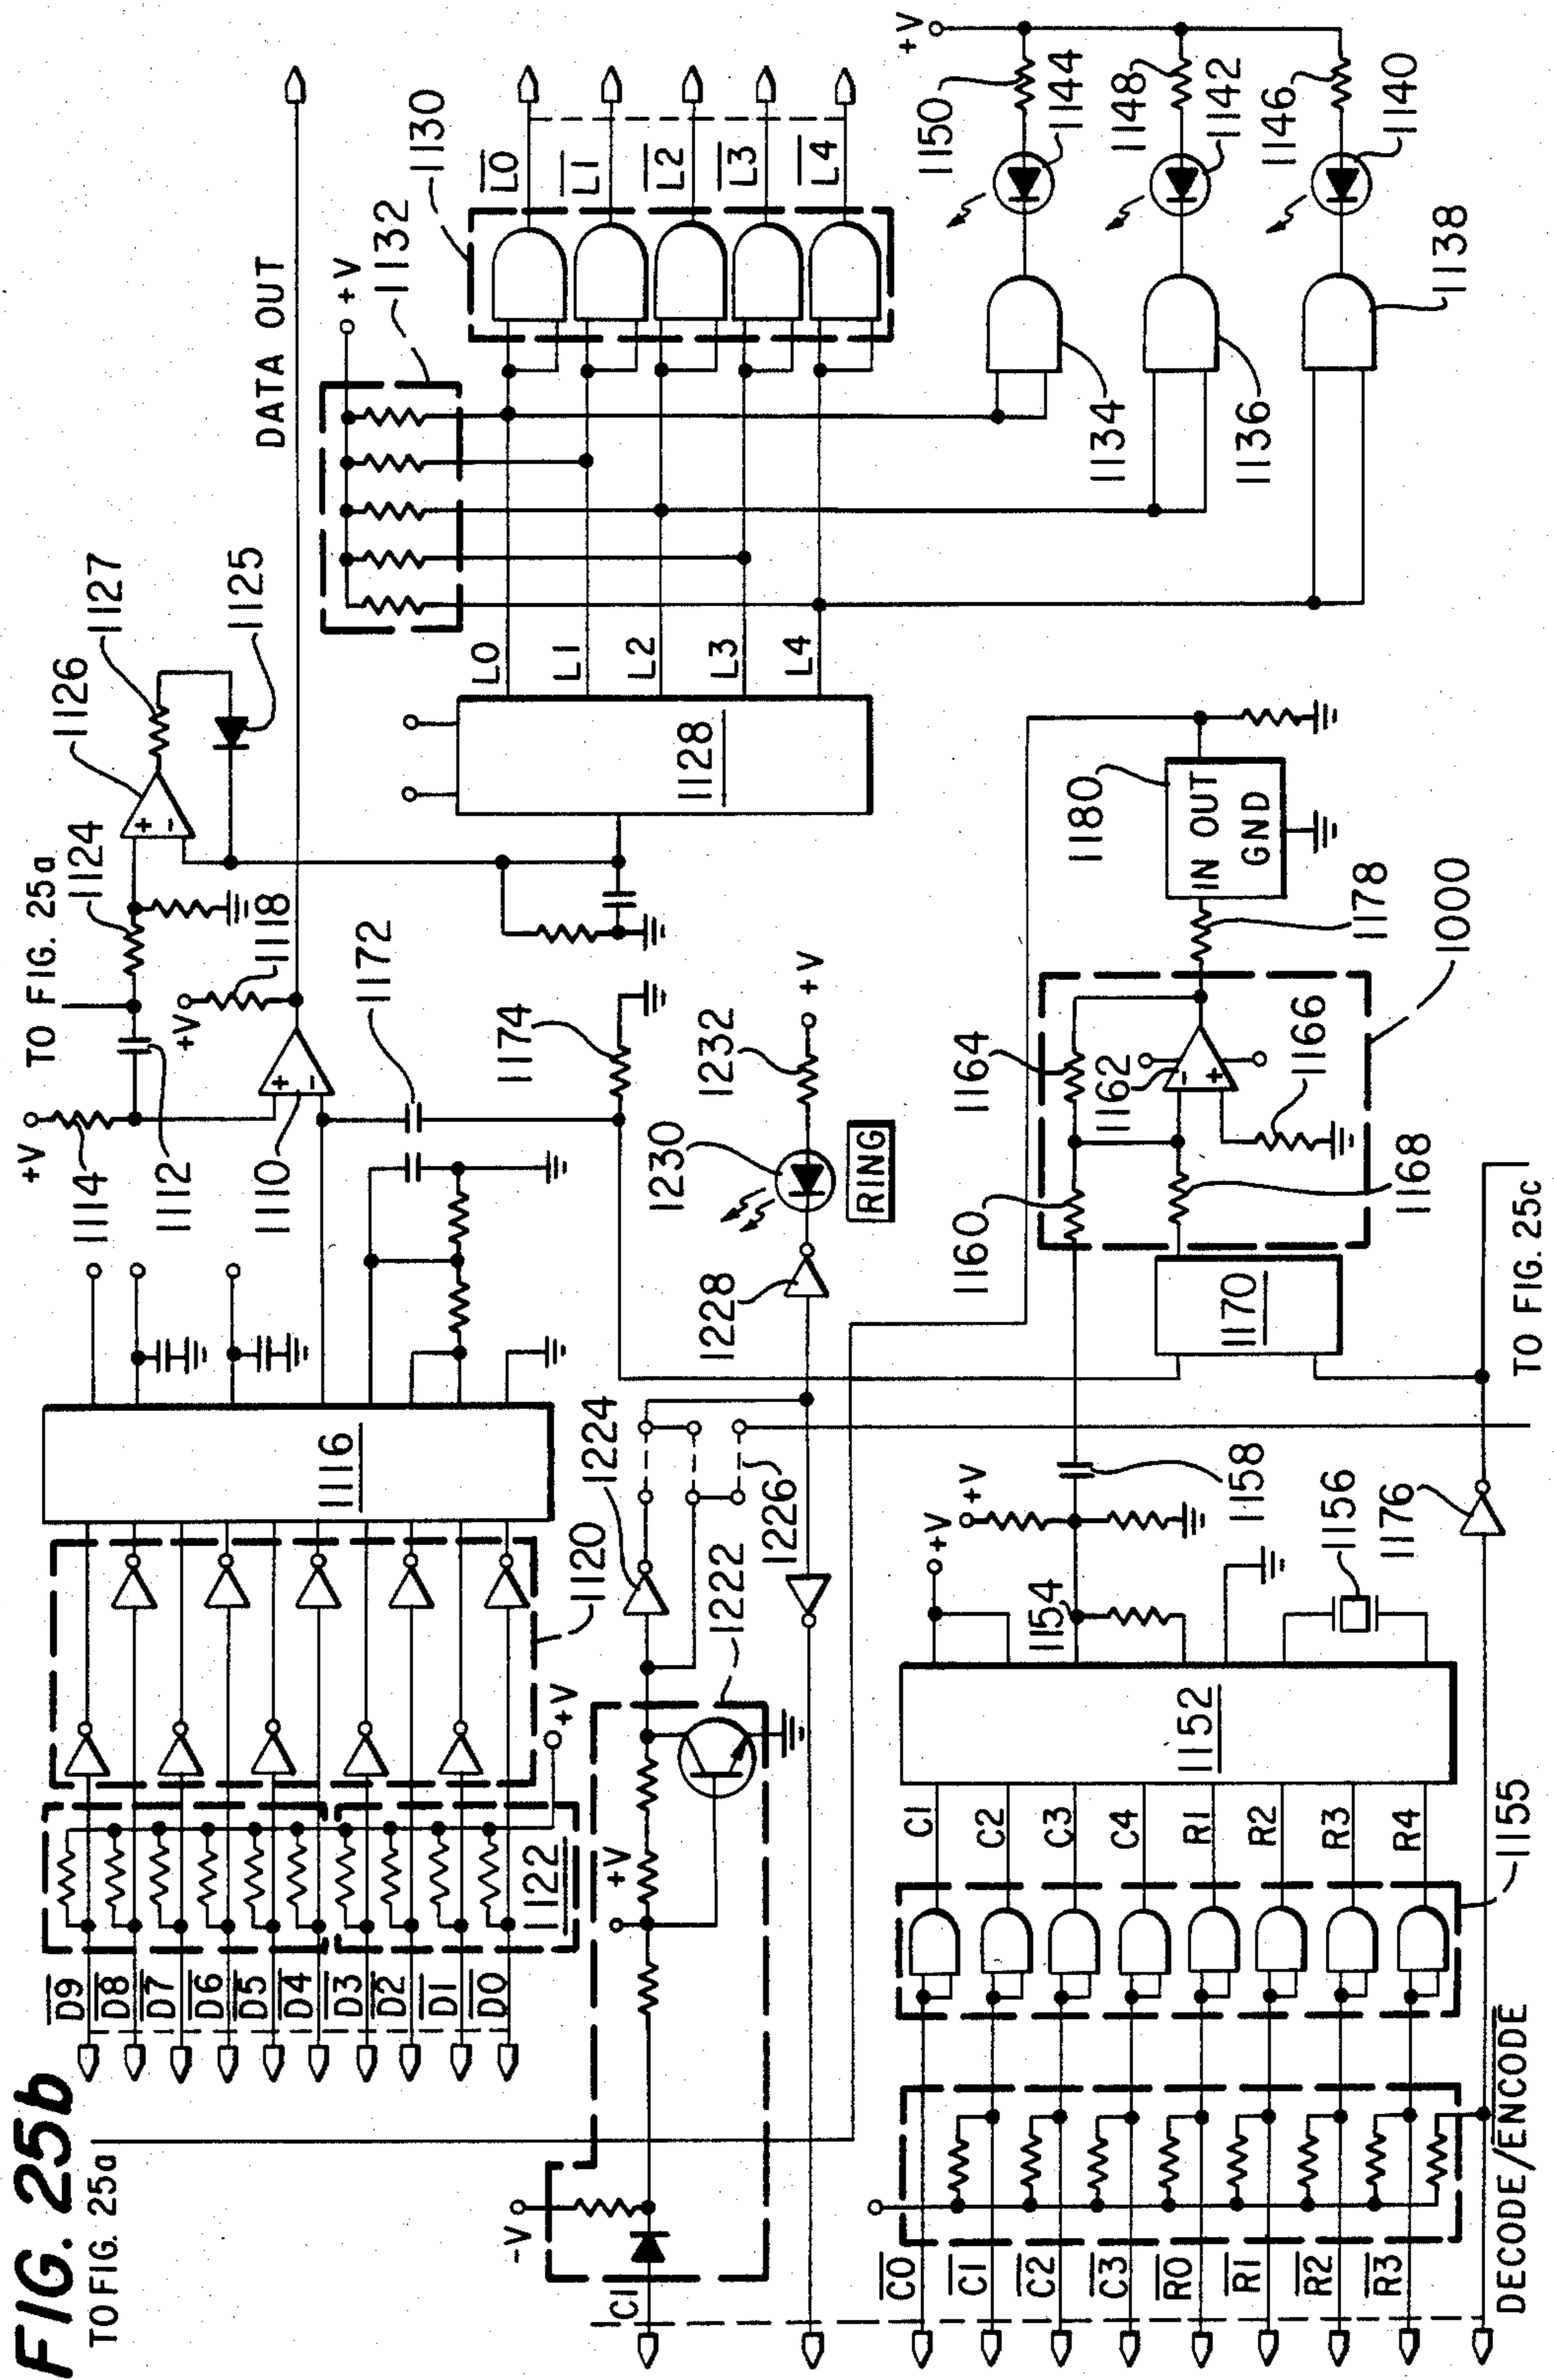 FIG. 25b
TO FIG. 25a
D9
D8
D7
D6
D5
D4
D3
D2
D1
D0
1122
+V
1120
1116
1114
+V
1112
1110
TO FIG. 25a
+V
1118
1124
1126
1127
1125
DATA OUT
1172
1174
1128
L0
L1
L2
L3
L4
1132
+V
1130
L0
L1
L2
L3
L4
+V
1150
1144
1148
1142
1146
1140
1134
1136
1138
C1
-V
+V
1222
1224
1226
1228
1230
RING
1232
+V
C0
C1
C2
C3
R0
R1
R2
R3
DECODE/ENCODE
1155
C1
C2
C3
C4
R1
R2
R3
R4
1152
+V
+V
1154
1158
1156
1176
1160
1164
1162
1166
1168
1170
1000
1178
1180
IN OUT
GND
TO FIG. 25c